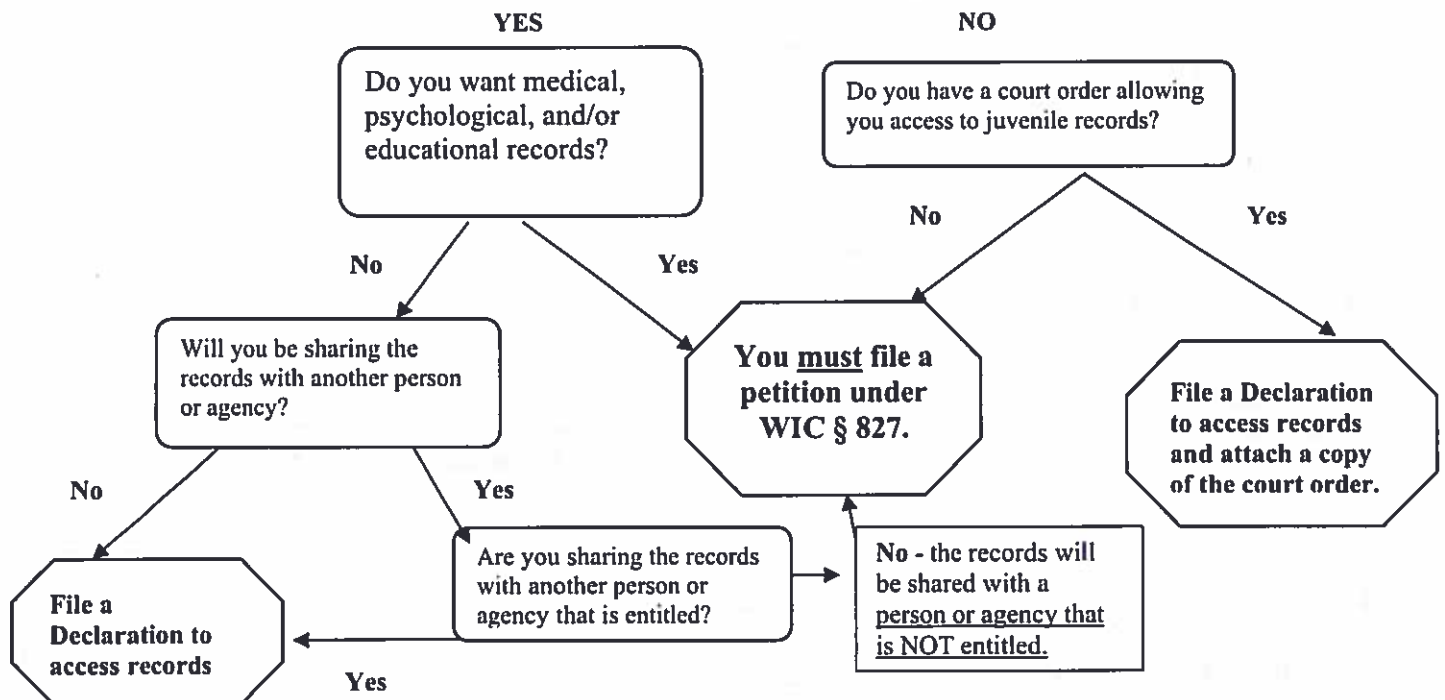 YES
NO
Do you want medical,
psychological, and/or
educational records?
Do you have a court order allowing
you access to juvenile records?
No
Yes
No
Yes
Will you be sharing the
records with another person
or agency?
You must file a
petition under
WIC § 827.
File a Declaration
to access records
and attach a copy
of the court order.
No
Yes
Are you sharing the records
with another person or
agency that is entitled?
No - the records will
be shared with a
person or agency that
is NOT entitled.
File a
Declaration to
access records
Yes